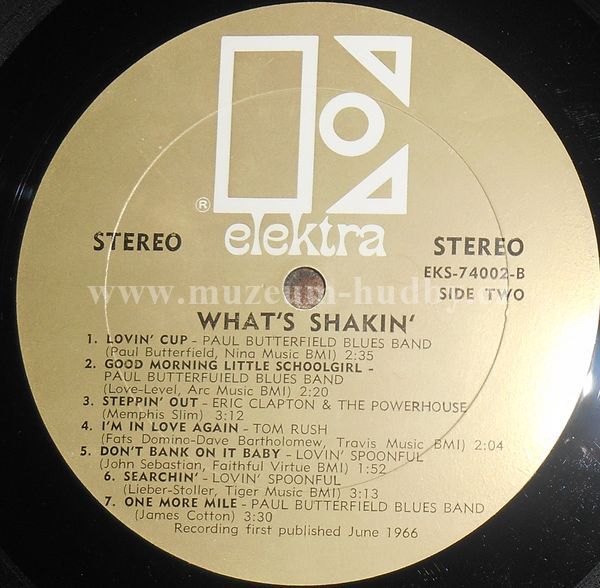 ® elektra
STEREO
STEREO
EKS-74002-B
SIDE TWO
www.muzeum-hudby.
WHAT'S SHAKIN'
1. LOVIN' CUP - PAUL BUTTERFIELD BLUES BAND
(Paul Butterfield, Nina Music BMI) 2:35
2. GOOD MORNING LITTLE SCHOOLGIRL -
PAUL BUTTERFUIELD BLUES BAND
(Love-Level, Arc Music BMI) 2:20
3. STEPPIN' OUT - ERIC CLAPTON & THE POWERHOUSE
(Memphis Slim) 3:12
4. I'M IN LOVE AGAIN - TOM RUSH
(Fats Domino-Dave Bartholomew, Travis Music BMI) 2:04
5. DON'T BANK ON IT BABY - LOVIN' SPOONFUL
(John Sebastian, Faithful Virtue BMI) 1:52
6. SEARCHIN' - LOVIN' SPOONFUL
(Lieber-Stoller, Tiger Music BMI) 3:13
7. ONE MORE MILE - PAUL BUTTERFIELD BLUES BAND
(James Cotton) 3:30
Recording first published June 1966